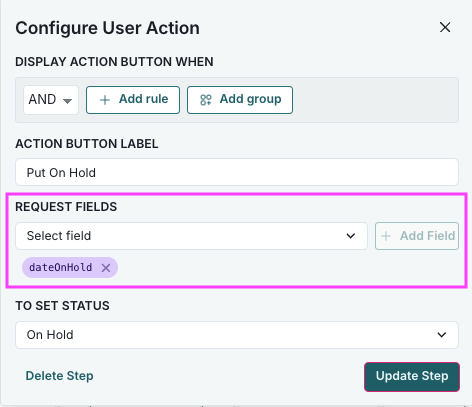 Configure User Action
DISPLAY ACTION BUTTON WHEN
AND
Add rule
Add group
ACTION BUTTON LABEL
Put On Hold
REQUEST FIELDS
Select field
Add Field
dateOnHold
TO SET STATUS
On Hold
Delete Step
Update Step